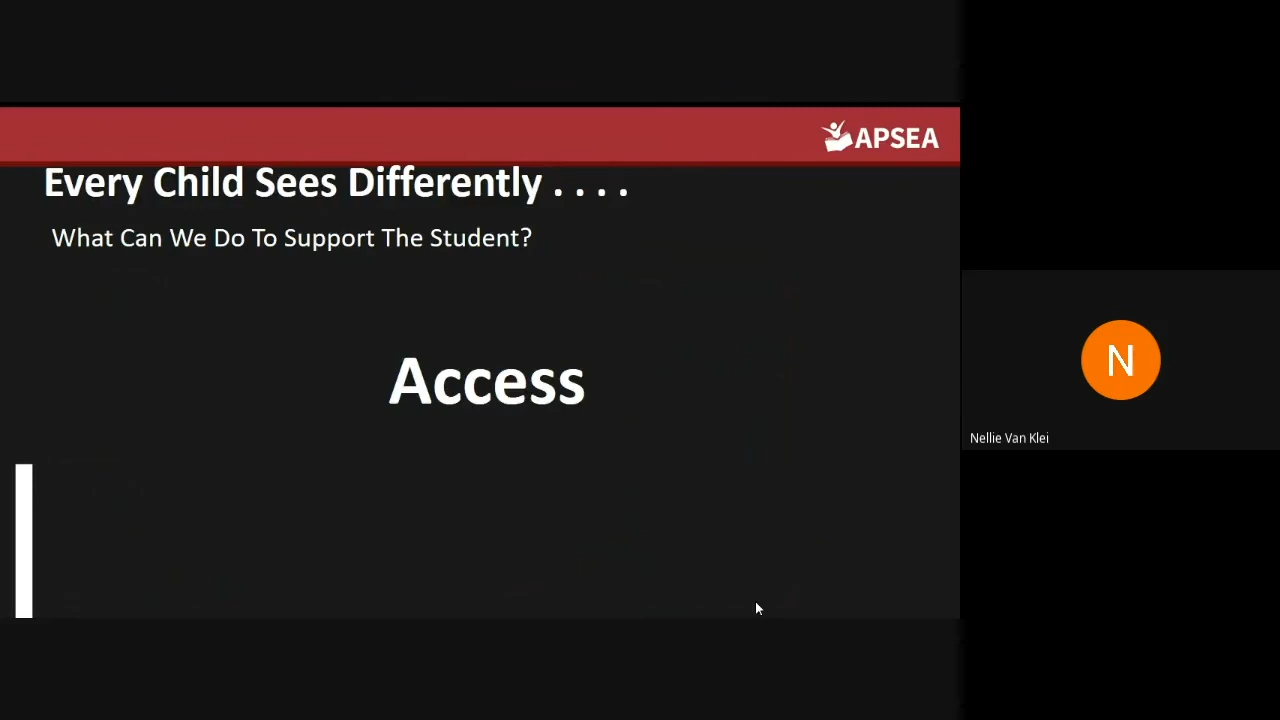 APSEA
Every Child Sees Differently . . . .
What Can We Do To Support The Student?
Access
N
Nellie Van Klei